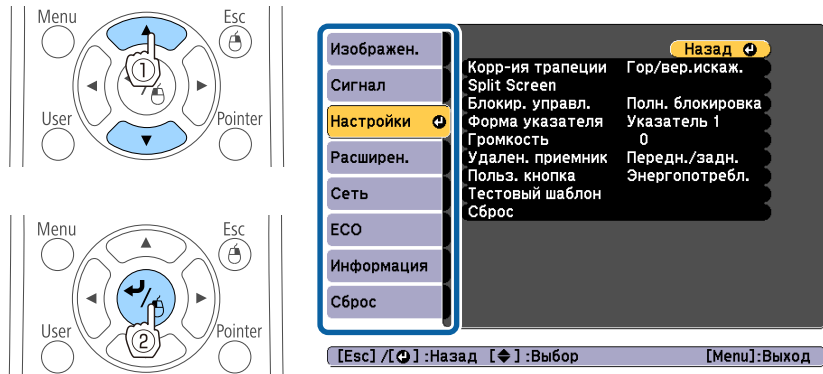 Menu
Esc
1
User
Pointer
Menu
Esc
User
2
Pointer
Изображен.
Сигнал
Настройки
Расширен.
Сеть
ECO
Информация
Сброс
Назад
Корр-ия трапеции Гор/вер.искаж.
Split Screen
Блокир. управл. Полн. блокировка
Форма указателя Указатель 1
Громкость 0
Удален. приемник Передн./задн.
Польз. кнопка Энергопотребл.
Тестовый шаблон
Сброс
[Esc] /[ ] :Назад [ ] :Выбор [Menu]:Выход